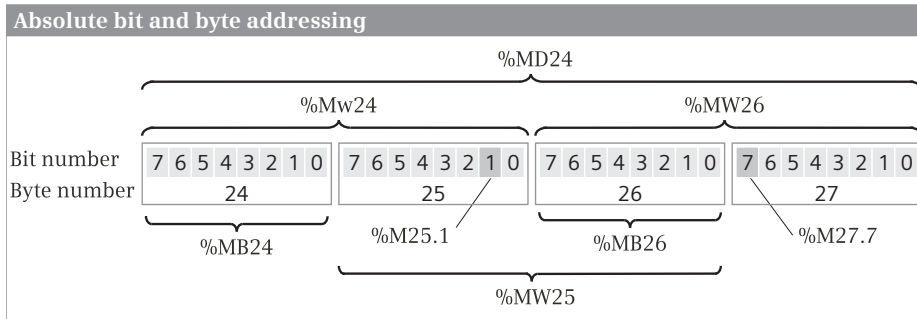 Absolute bit and byte addressing
%MD24
%Mw24 %MW26
Bit number 7 6 5 4 3 2 1 0 7 6 5 4 3 2 1 0 7 6 5 4 3 2 1 0 7 6 5 4 3 2 1 0
Byte number 24 25 26 27
%MB24 %M25.1 %MB26 %M27.7
%MW25